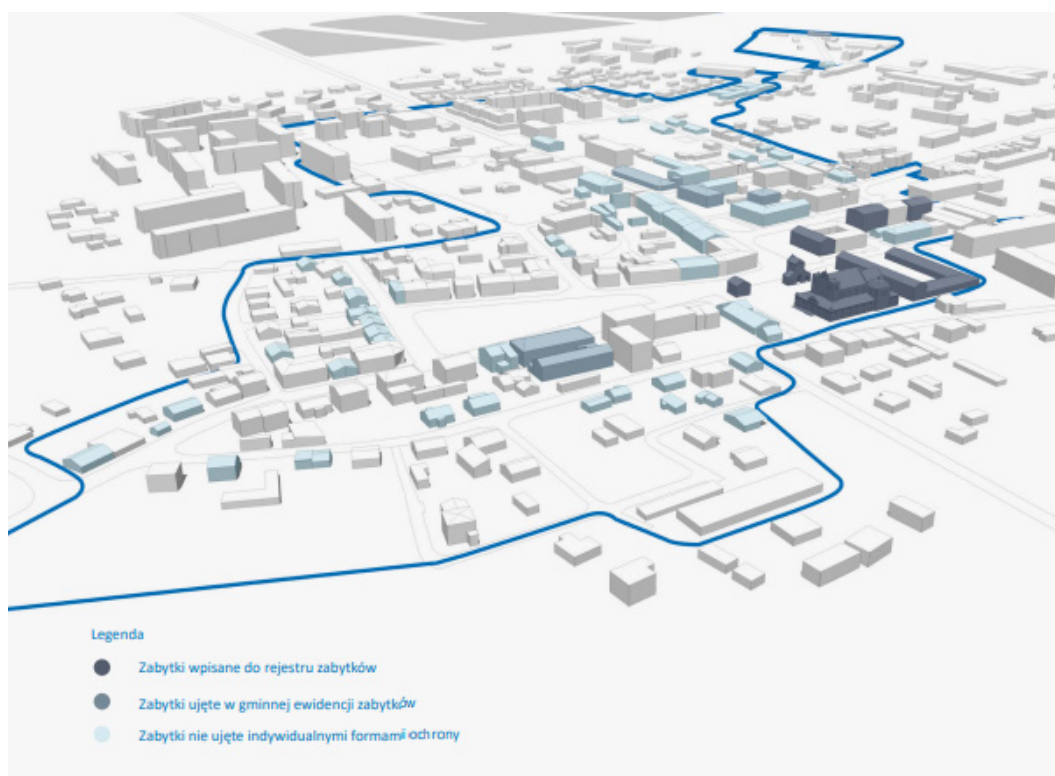 Legenda
Zabytki wpisane do rejestru zabytków
Zabytki ujęte w gminnej ewidencji zabytków
Zabytki nie ujęte indywidualnymi formami ochrony